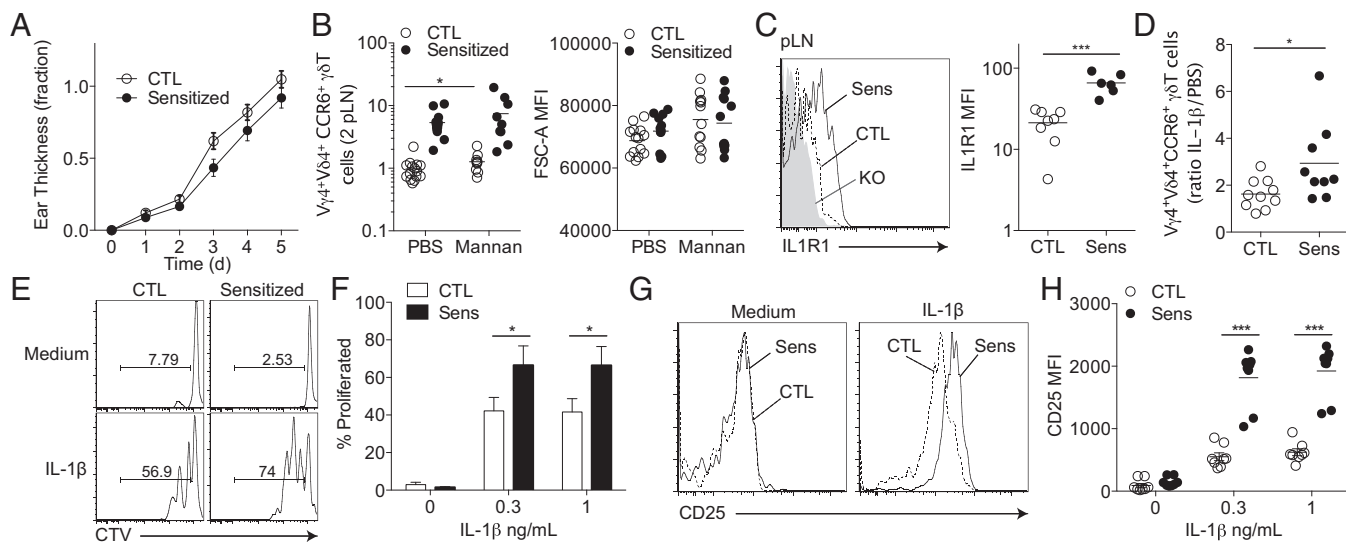 A
Ear Thickness (fraction)
1.0
0.5
0.0
CTL
Sensitized
0 1 2 3 4 5
Time (d)
B
Vγ4⁺Vδ4⁺ CCR6⁺ γδT
cells (2 pLN)
100
10
1
0.1
CTL
Sensitized
*
PBS Mannan
FSC-A MFI
100000
80000
60000
40000
CTL
Sensitized
PBS Mannan
C
pLN
Sens
CTL
KO
IL1R1
IL1R1 MFI
100
10
1
***
CTL Sens
D
Vγ4⁺Vδ4⁺CCR6⁺ γδT cells
(ratio IL-1β/PBS)
8
6
4
2
0
*
CTL Sens
E
CTL Sensitized
Medium
7.79 2.53
IL-1β
56.9 74
CTV
F
% Proliferated
100
80
60
40
20
0
CTL
Sens
* *
0 0.3 1
IL-1β ng/mL
G
Medium IL-1β
Sens
CTL
CTL Sens
CD25
H
CD25 MFI
3000
2000
1000
0
CTL
Sens
*** ***
0 0.3 1
IL-1β ng/mL